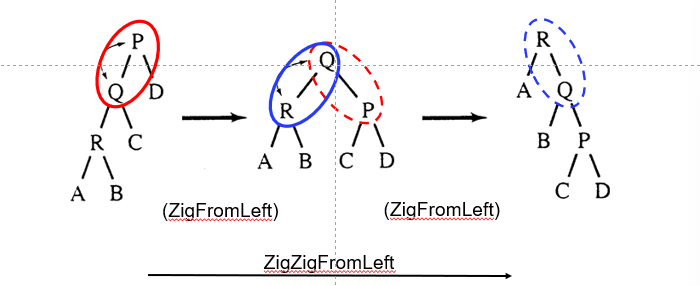 P R
Q
Q D A Q
R P
R C B P
A B C D
A B C D
(ZigFromLeft) (ZigFromLeft)
ZigZigFromLeft